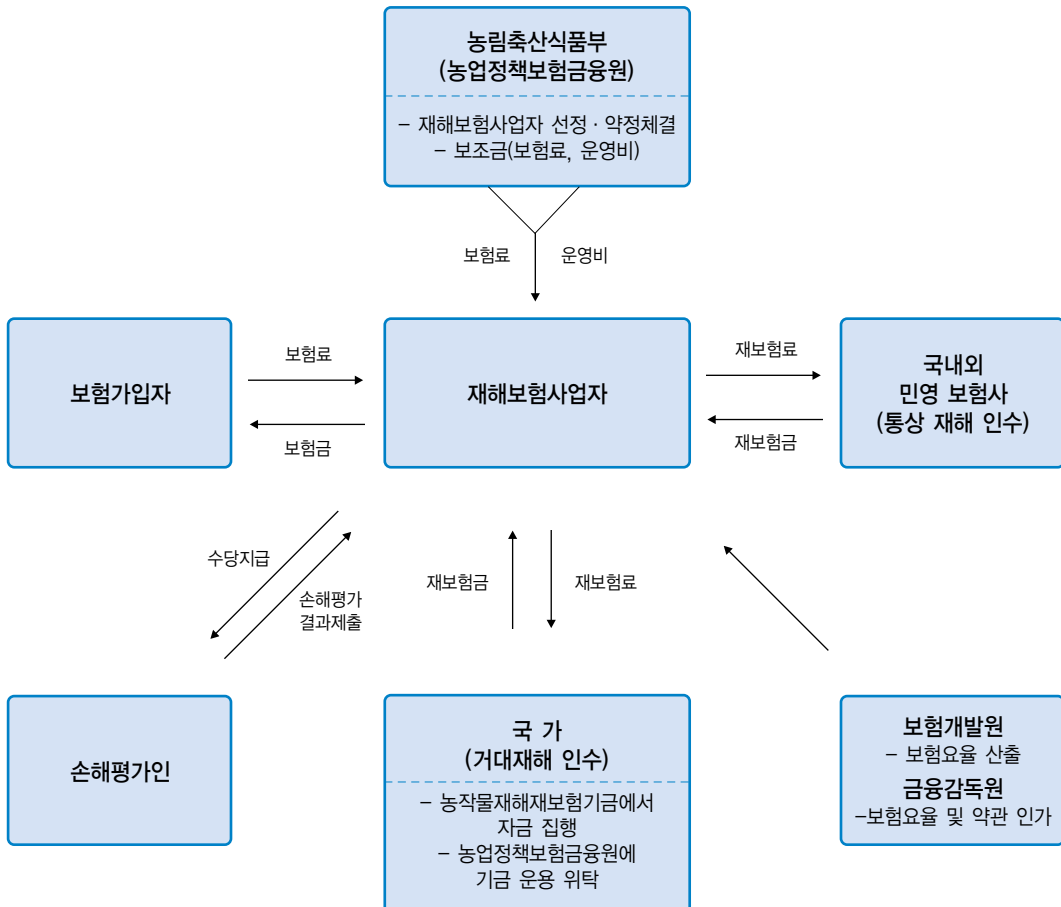 농림축산식품부
(농업정책보험금융원)
– 재해보험사업자 선정 · 약정체결
– 보조금(보험료, 운영비)
보험료
운영비
보험가입자
보험료
보험금
재해보험사업자
재보험료
재보험금
국내외
민영 보험사
(통상 재해 인수)
수당지급
손해평가
결과제출
재보험금
재보험료
손해평가인
국 가
(거대재해 인수)
– 농작물재해재보험기금에서
자금 집행
– 농업정책보험금융원에
기금 운용 위탁
보험개발원
– 보험요율 산출
금융감독원
–보험요율 및 약관 인가